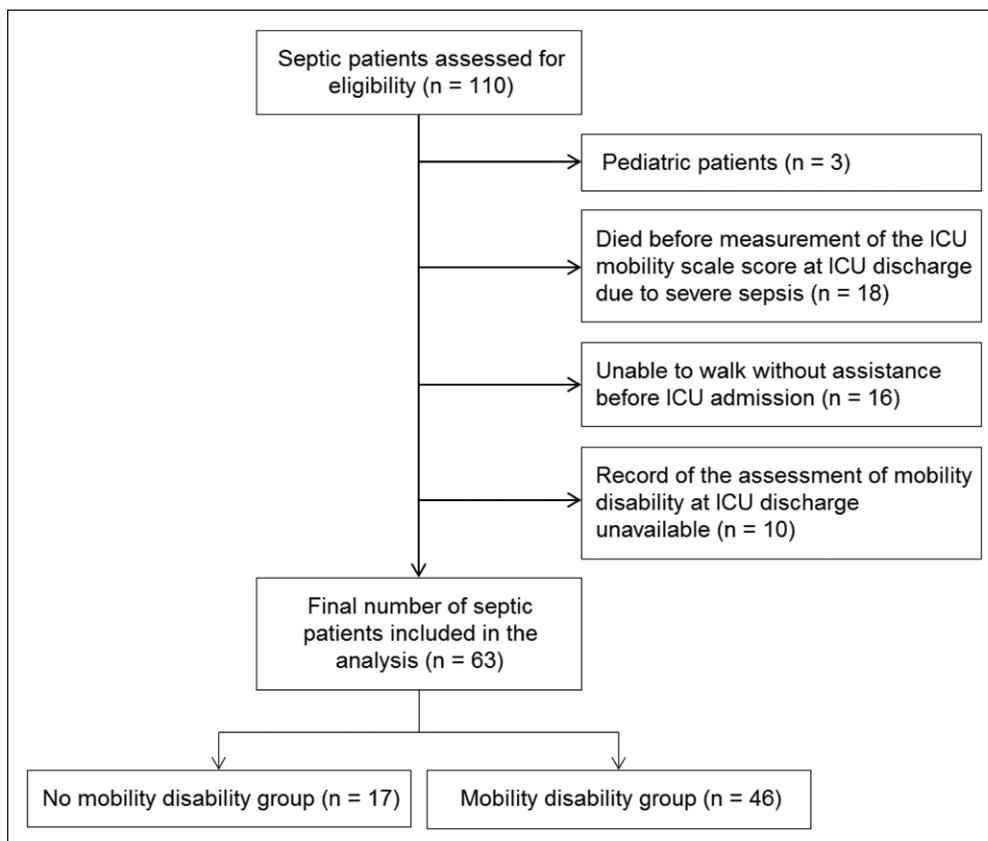 Septic patients assessed for
eligibility (n = 110)
Pediatric patients (n = 3)
Died before measurement of the ICU
mobility scale score at ICU discharge
due to severe sepsis (n = 18)
Unable to walk without assistance
before ICU admission (n = 16)
Record of the assessment of mobility
disability at ICU discharge
unavailable (n = 10)
Final number of septic
patients included in the
analysis (n = 63)
No mobility disability group (n = 17)
Mobility disability group (n = 46)